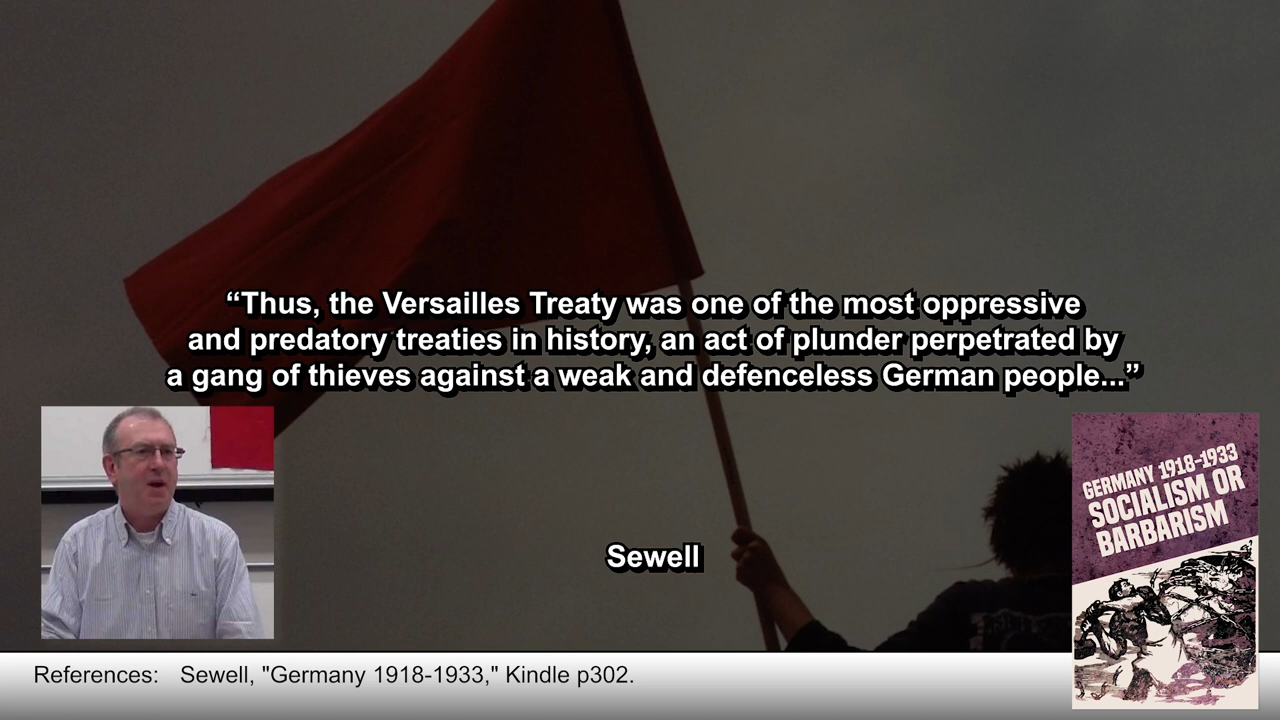 “Thus, the Versailles Treaty was one of the most oppressive
and predatory treaties in history, an act of plunder perpetrated by
a gang of thieves against a weak and defenceless German people...”
Sewell
GERMANY 1918-1933
SOCIALISM OR
BARBARISM
References: Sewell, "Germany 1918-1933," Kindle p302.